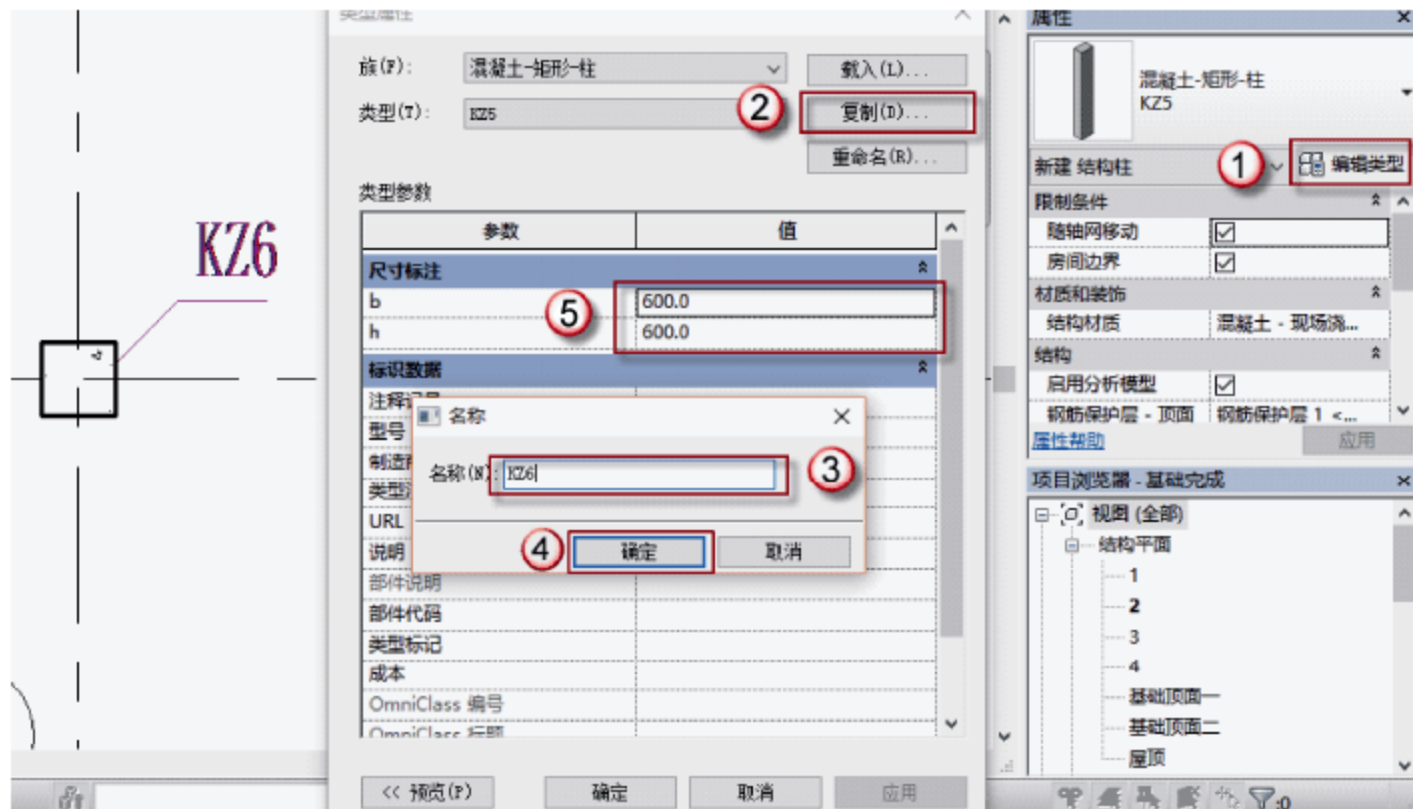 KZ6
类型属性
族(F):
混凝土-矩形-柱
载入(L)...
类型(T):
KZ5
2
复制(D)...
重命名(R)...
类型参数
参数
值
尺寸标注
b
600.0
h
600.0
5
标识数据
型号
URL
说明
部件说明
部件代码
类型标记
成本
OmniClass 编号
OmniClass 标题
名称
名称(N):
KZ6
3
4
确定
取消
<< 预览(P)
确定
取消
应用
属性
混凝土-矩形-柱
KZ5
新建 结构柱
1
编辑类型
限制条件
随轴网移动
房间边界
材质和装饰
结构材质
混凝土 - 现场浇...
结构
启用分析模型
钢筋保护层 - 顶面
钢筋保护层 1 <...
属性帮助
应用
项目浏览器 - 基础完成
视图 (全部)
结构平面
1
2
3
4
基础顶面一
基础顶面二
屋顶
:0